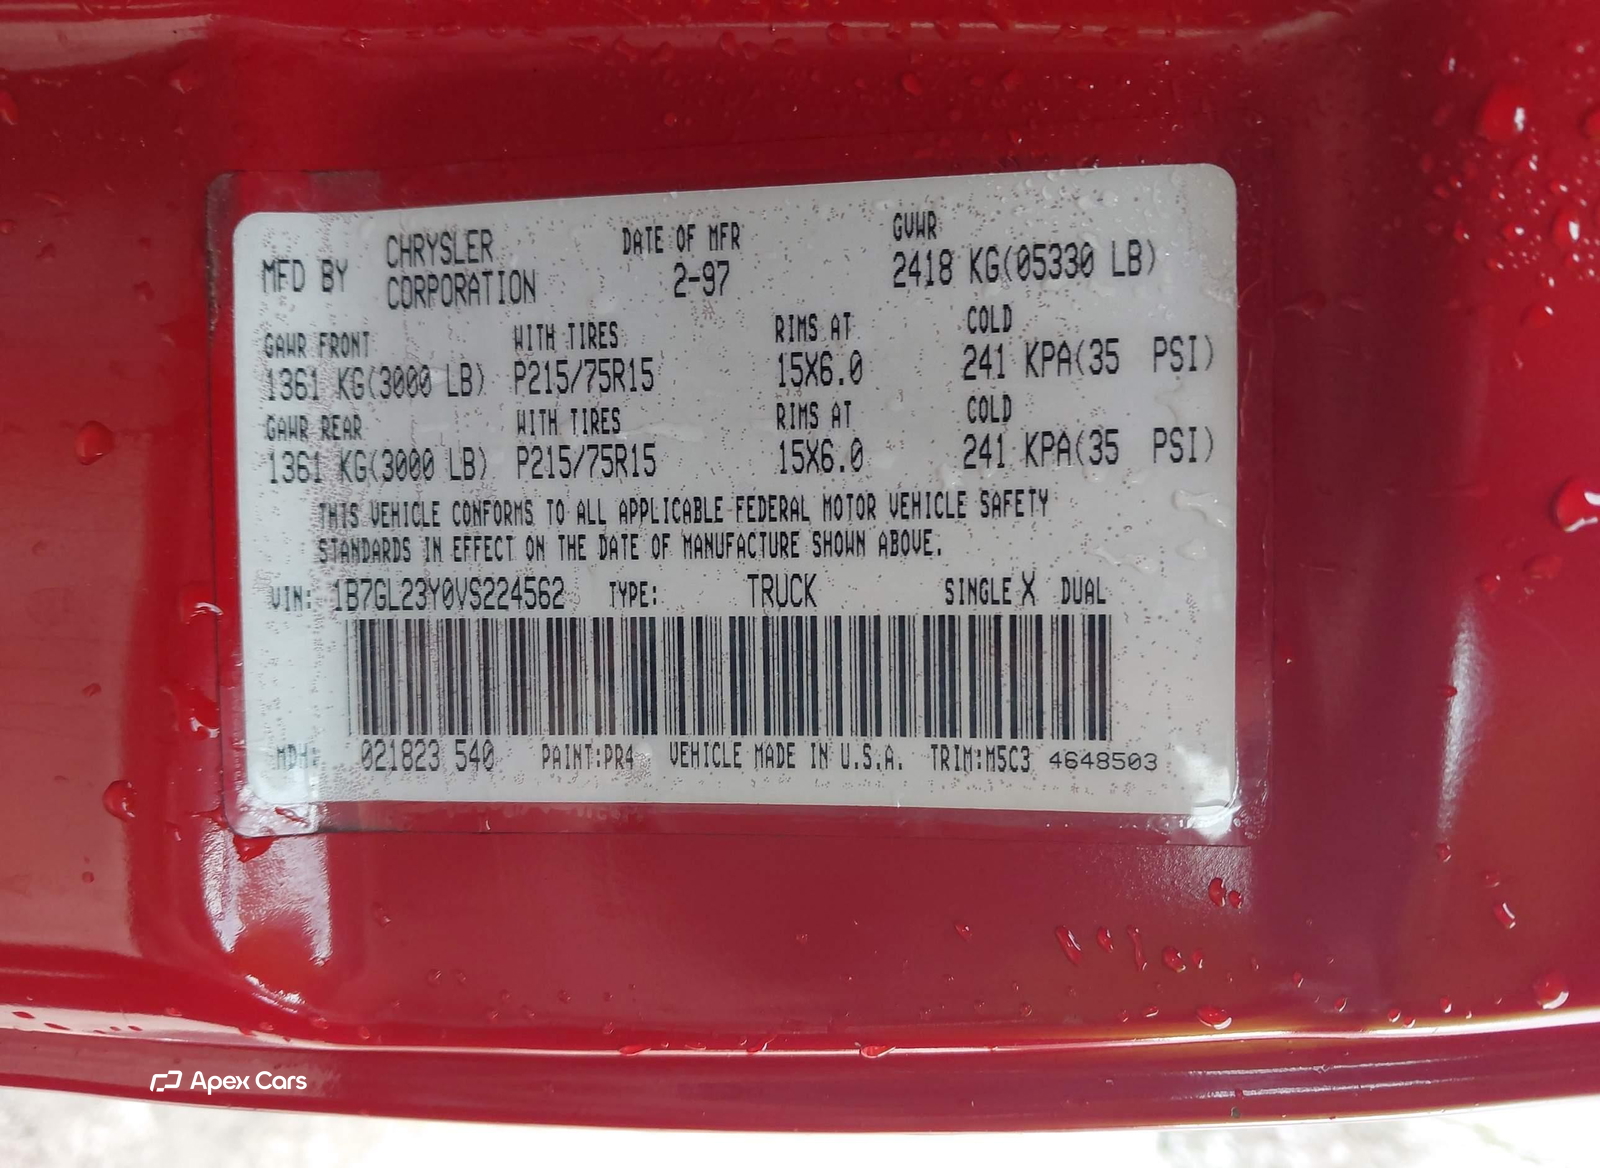 MFD BY CHRYSLER CORPORATION DATE OF MFR 2-97 GVWR 2418 KG(05330 LB)
GAWR FRONT WITH TIRES RIMS AT COLD
1361 KG(3000 LB) P215/75R15 15X6.0 241 KPA(35 PSI)
GAWR REAR WITH TIRES RIMS AT COLD
1361 KG(3000 LB) P215/75R15 15X6.0 241 KPA(35 PSI)
THIS VEHICLE CONFORMS TO ALL APPLICABLE FEDERAL MOTOR VEHICLE SAFETY
STANDARDS IN EFFECT ON THE DATE OF MANUFACTURE SHOWN ABOVE.
VIN: 1B7GL23Y0VS224562 TYPE: TRUCK SINGLE X DUAL
MDH: 021823 540 PAINT:PR4 VEHICLE MADE IN U.S.A. TRIM:M5C3 4648503
Apex Cars